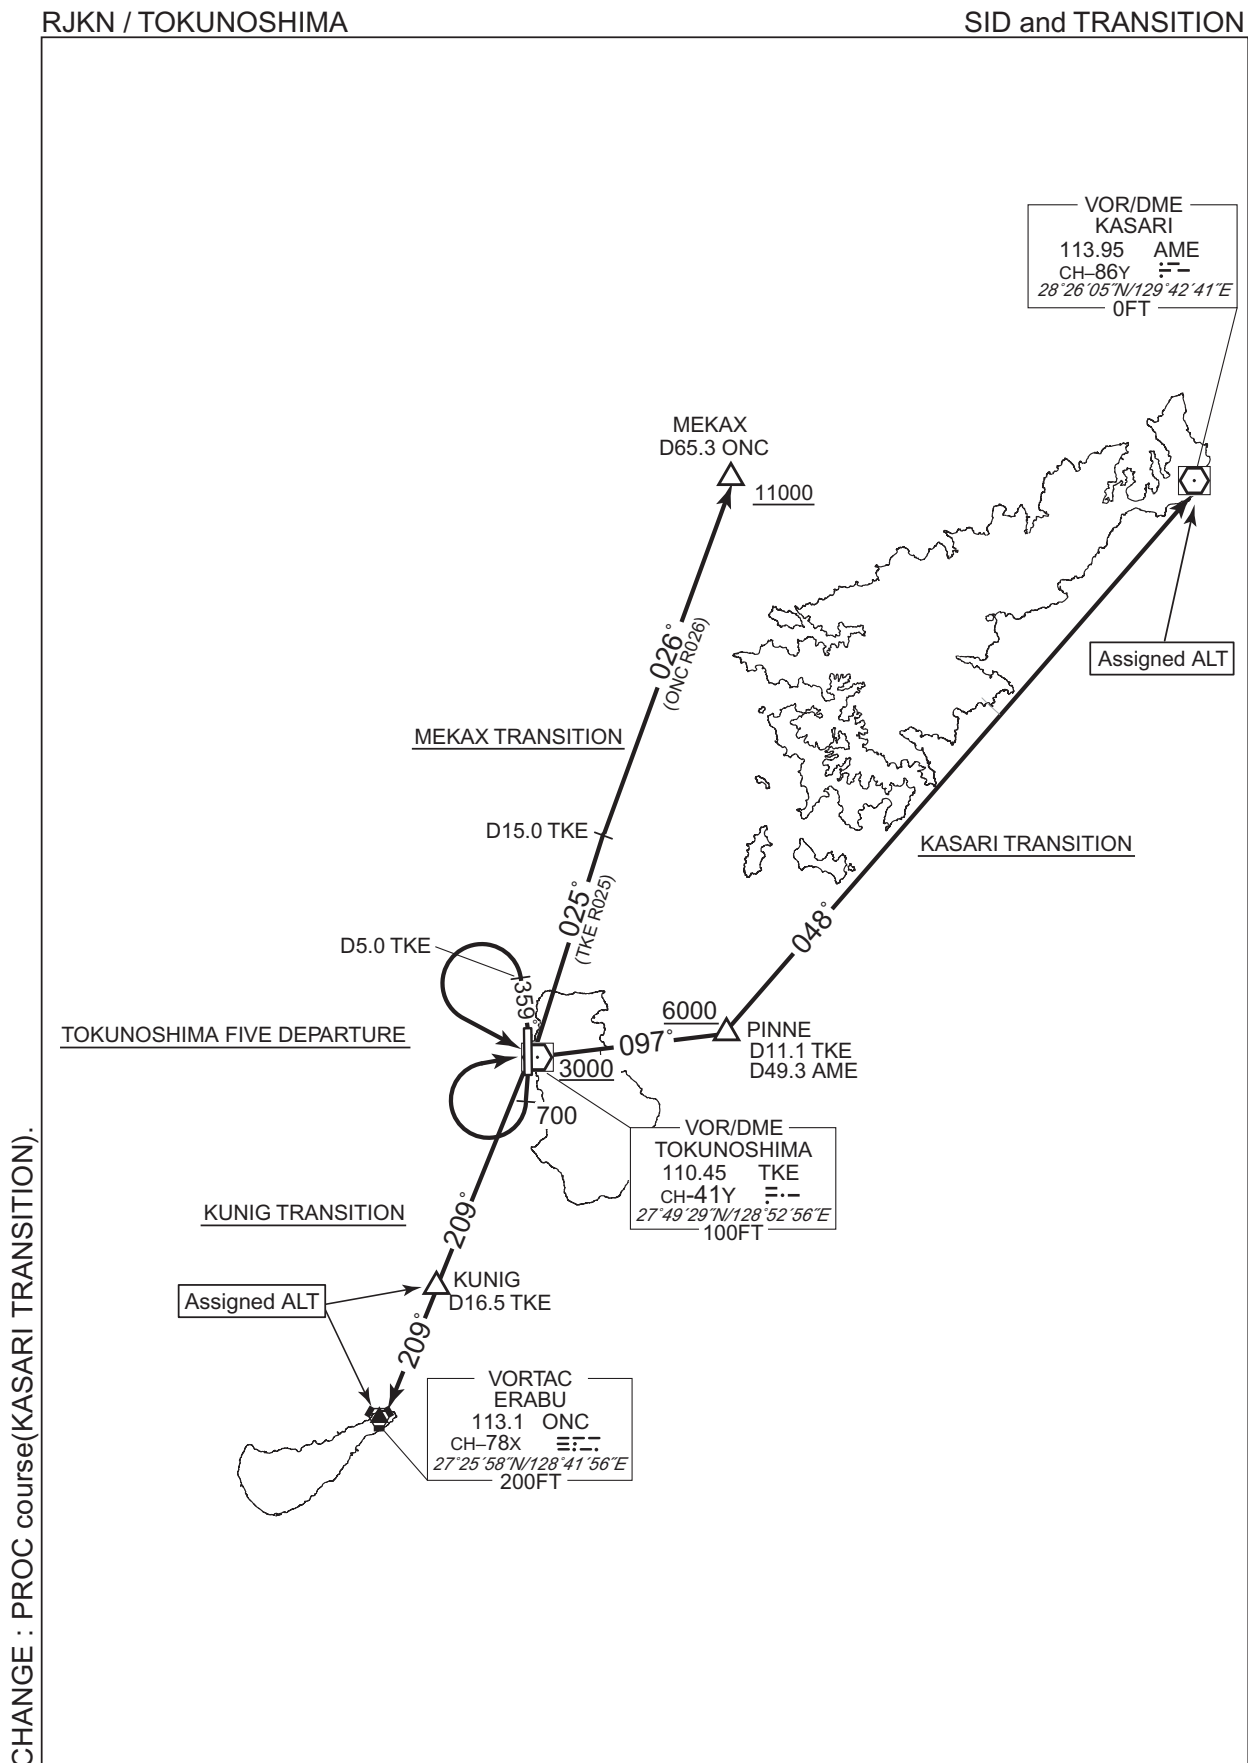 RJKN / TOKUNOSHIMA
SID and TRANSITION
VOR/DME
KASARI
113.95 AME
CH–86Y
28°26´05˝N/129°42´41˝E
0FT
MEKAX
D65.3 ONC
11000
026°
(ONC R026)
Assigned ALT
MEKAX TRANSITION
D15.0 TKE
KASARI TRANSITION
025°
(TKE R025)
048°
D5.0 TKE
359°
TOKUNOSHIMA FIVE DEPARTURE
6000
097°
PINNE
D11.1 TKE
D49.3 AME
3000
700
VOR/DME
TOKUNOSHIMA
110.45 TKE
CH-41Y
27°49´29˝N/128°52´56˝E
100FT
KUNIG TRANSITION
209°
KUNIG
D16.5 TKE
Assigned ALT
209°
VORTAC
ERABU
113.1 ONC
CH–78X
27°25´58˝N/128°41´56˝E
200FT
CHANGE : PROC course(KASARI TRANSITION).